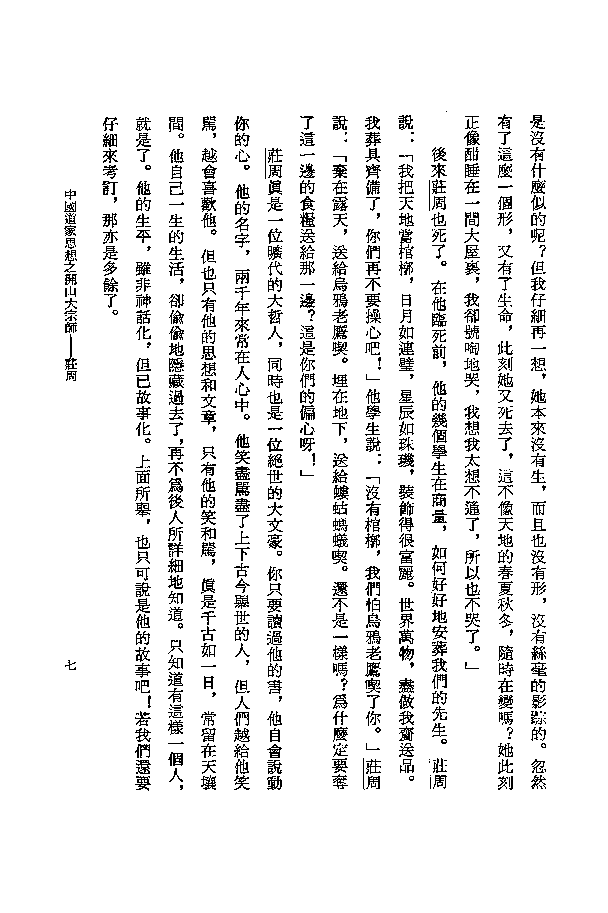 是沒有什麼似的呢？但我仔細再一想，她本來沒有生，而且也沒有形，沒有絲毫的影踪的。忽然
有了這麼一個形，又有了生命，此刻她又死去了，這不像天地的春夏秋冬，隨時在變嗎？她此刻
正像酣睡在一間大屋裏，我卻號啕地哭，我想我太想不通了，所以也不哭了。」
後來莊周也死了。在他臨死前，他的幾個學生在商量，如何好好地安葬我們的先生。莊周
說：「我把天地當棺槨，日月如連璧，星辰如珠璣，裝飾得很富麗。世界萬物，盡做我齎送品。
我葬具齊備了，你們再不要操心吧！」他學生說：「沒有棺槨，我們怕烏鴉老鷹喫了你。」莊周
說：「棄在露天，送給烏鴉老鷹喫。埋在地下，送給螻蛄螞蟻喫。還不是一樣嗎？爲什麼定要奪
了這一邊的食糧送給那一邊？這是你們的偏心呀！」
莊周眞是一位曠代的大哲人，同時也是一位絕世的大文豪。你只要讀過他的書，他自會說動
你的心。他的名字，兩千年來常在人心中。他笑盡罵盡了上下古今舉世的人，但人們越給他笑
罵，越會喜歡他。但也只有他的思想和文章，只有他的笑和罵，眞是千古如一日，常留在天壤
間。他自己一生的生活，卻偷偷地隱藏過去了，再不爲後人所詳細地知道。只知道有這樣一個人，
就是了。他的生平，雖非神話化，但已故事化。上面所舉，也只可說是他的故事吧！若我們還要
仔細來考訂，那亦是多餘了。
中國道家思想之開山大宗師——莊周
七